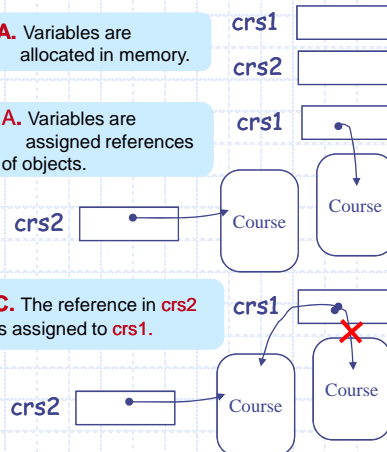 A. Variables are
allocated in memory.
crs1
crs2
A. Variables are
assigned references
of objects.
crs1
Course
crs2
Course
C. The reference in crs2
is assigned to crs1.
crs1
Course
crs2
Course